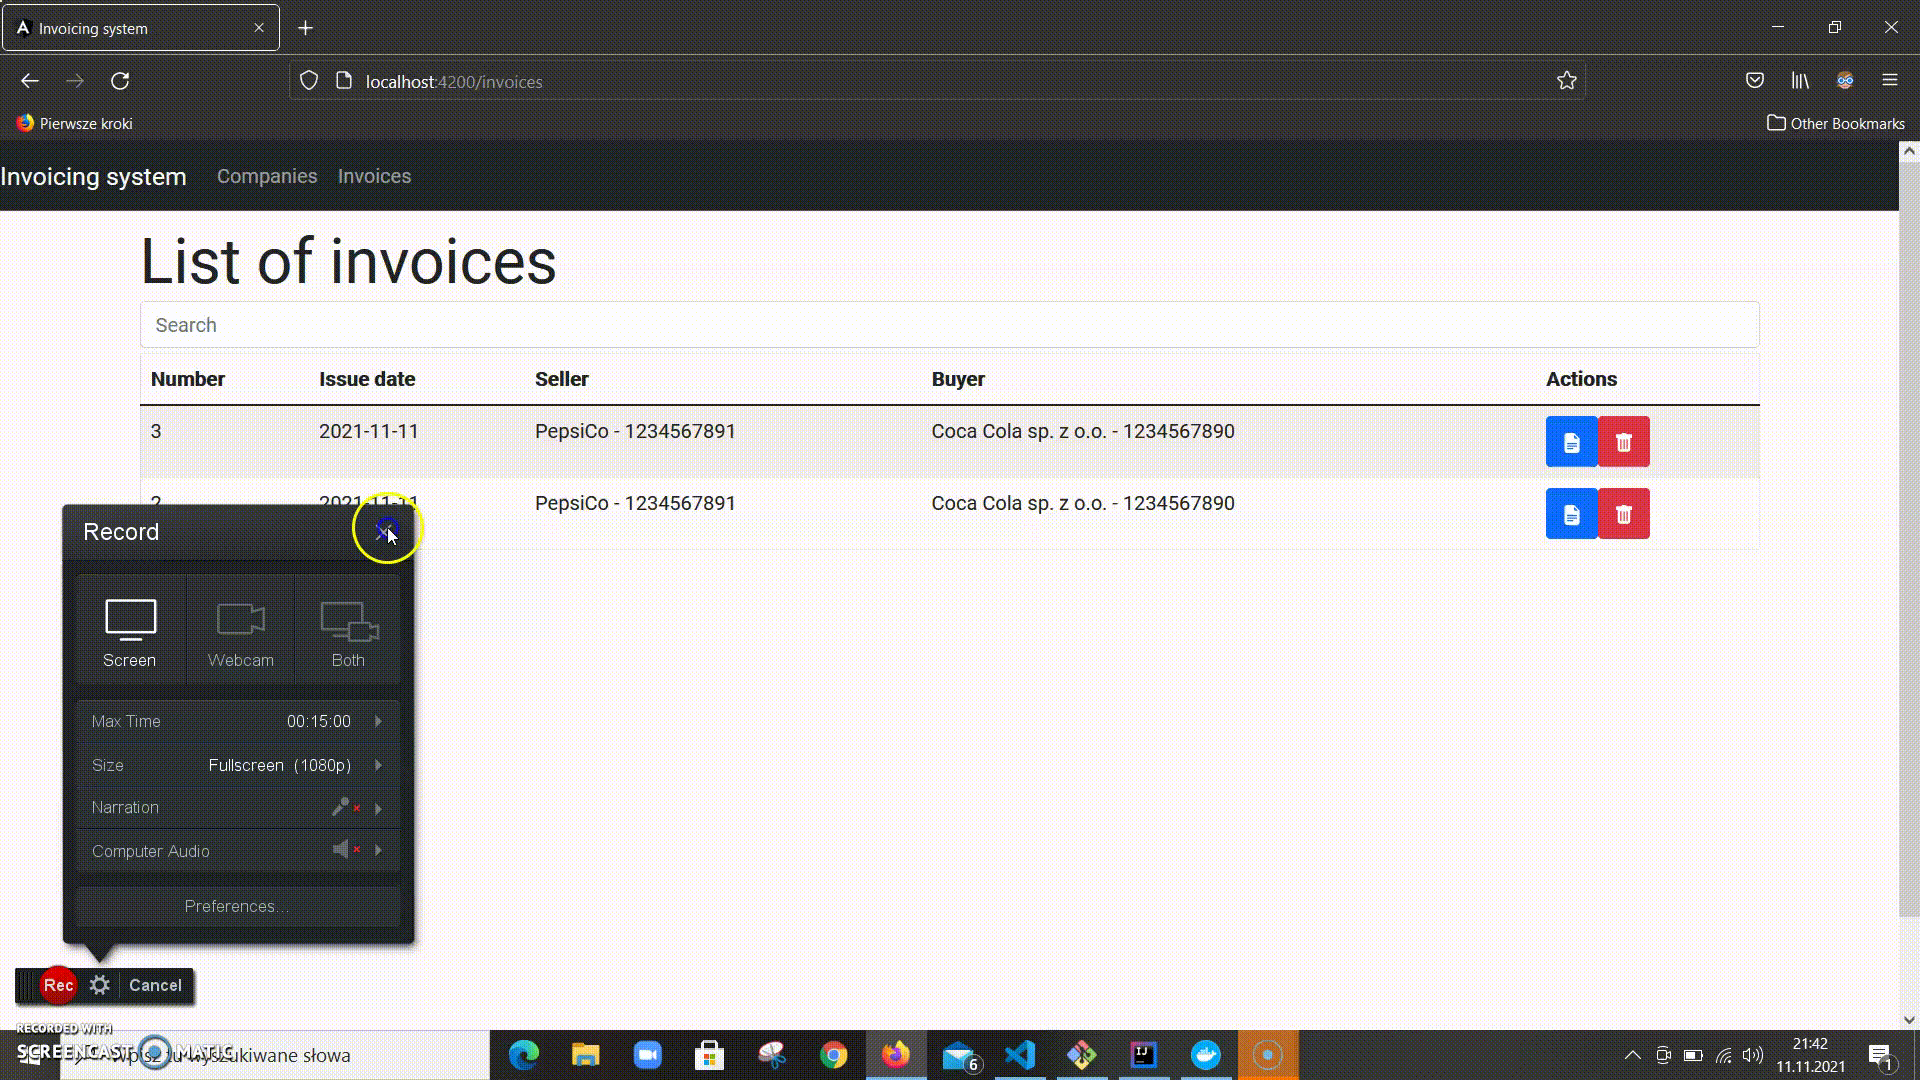 Invoicing system
localhost:4200/invoices
Pierwsze kroki
Other Bookmarks
Invoicing system Companies Invoices
List of invoices
Search
Number Issue date Seller Buyer Actions
3 2021-11-11 PepsiCo - 1234567891 Coca Cola sp. z o.o. - 1234567890
2 2021-11-11 PepsiCo - 1234567891 Coca Cola sp. z o.o. - 1234567890
Record
Screen Webcam Both
Max Time 00:15:00
Size Fullscreen (1080p)
Narration
Computer Audio
Preferences...
Rec Cancel
RECORDED WITH
SCREENCAST MATIC
Wpisz tu wyszukiwane słowa
6
IJ
21:42
11.11.2021
1